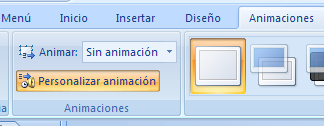 Menú Inicio Insertar Diseño Animaciones
Animar: Sin animación
Personalizar animación
Animaciones